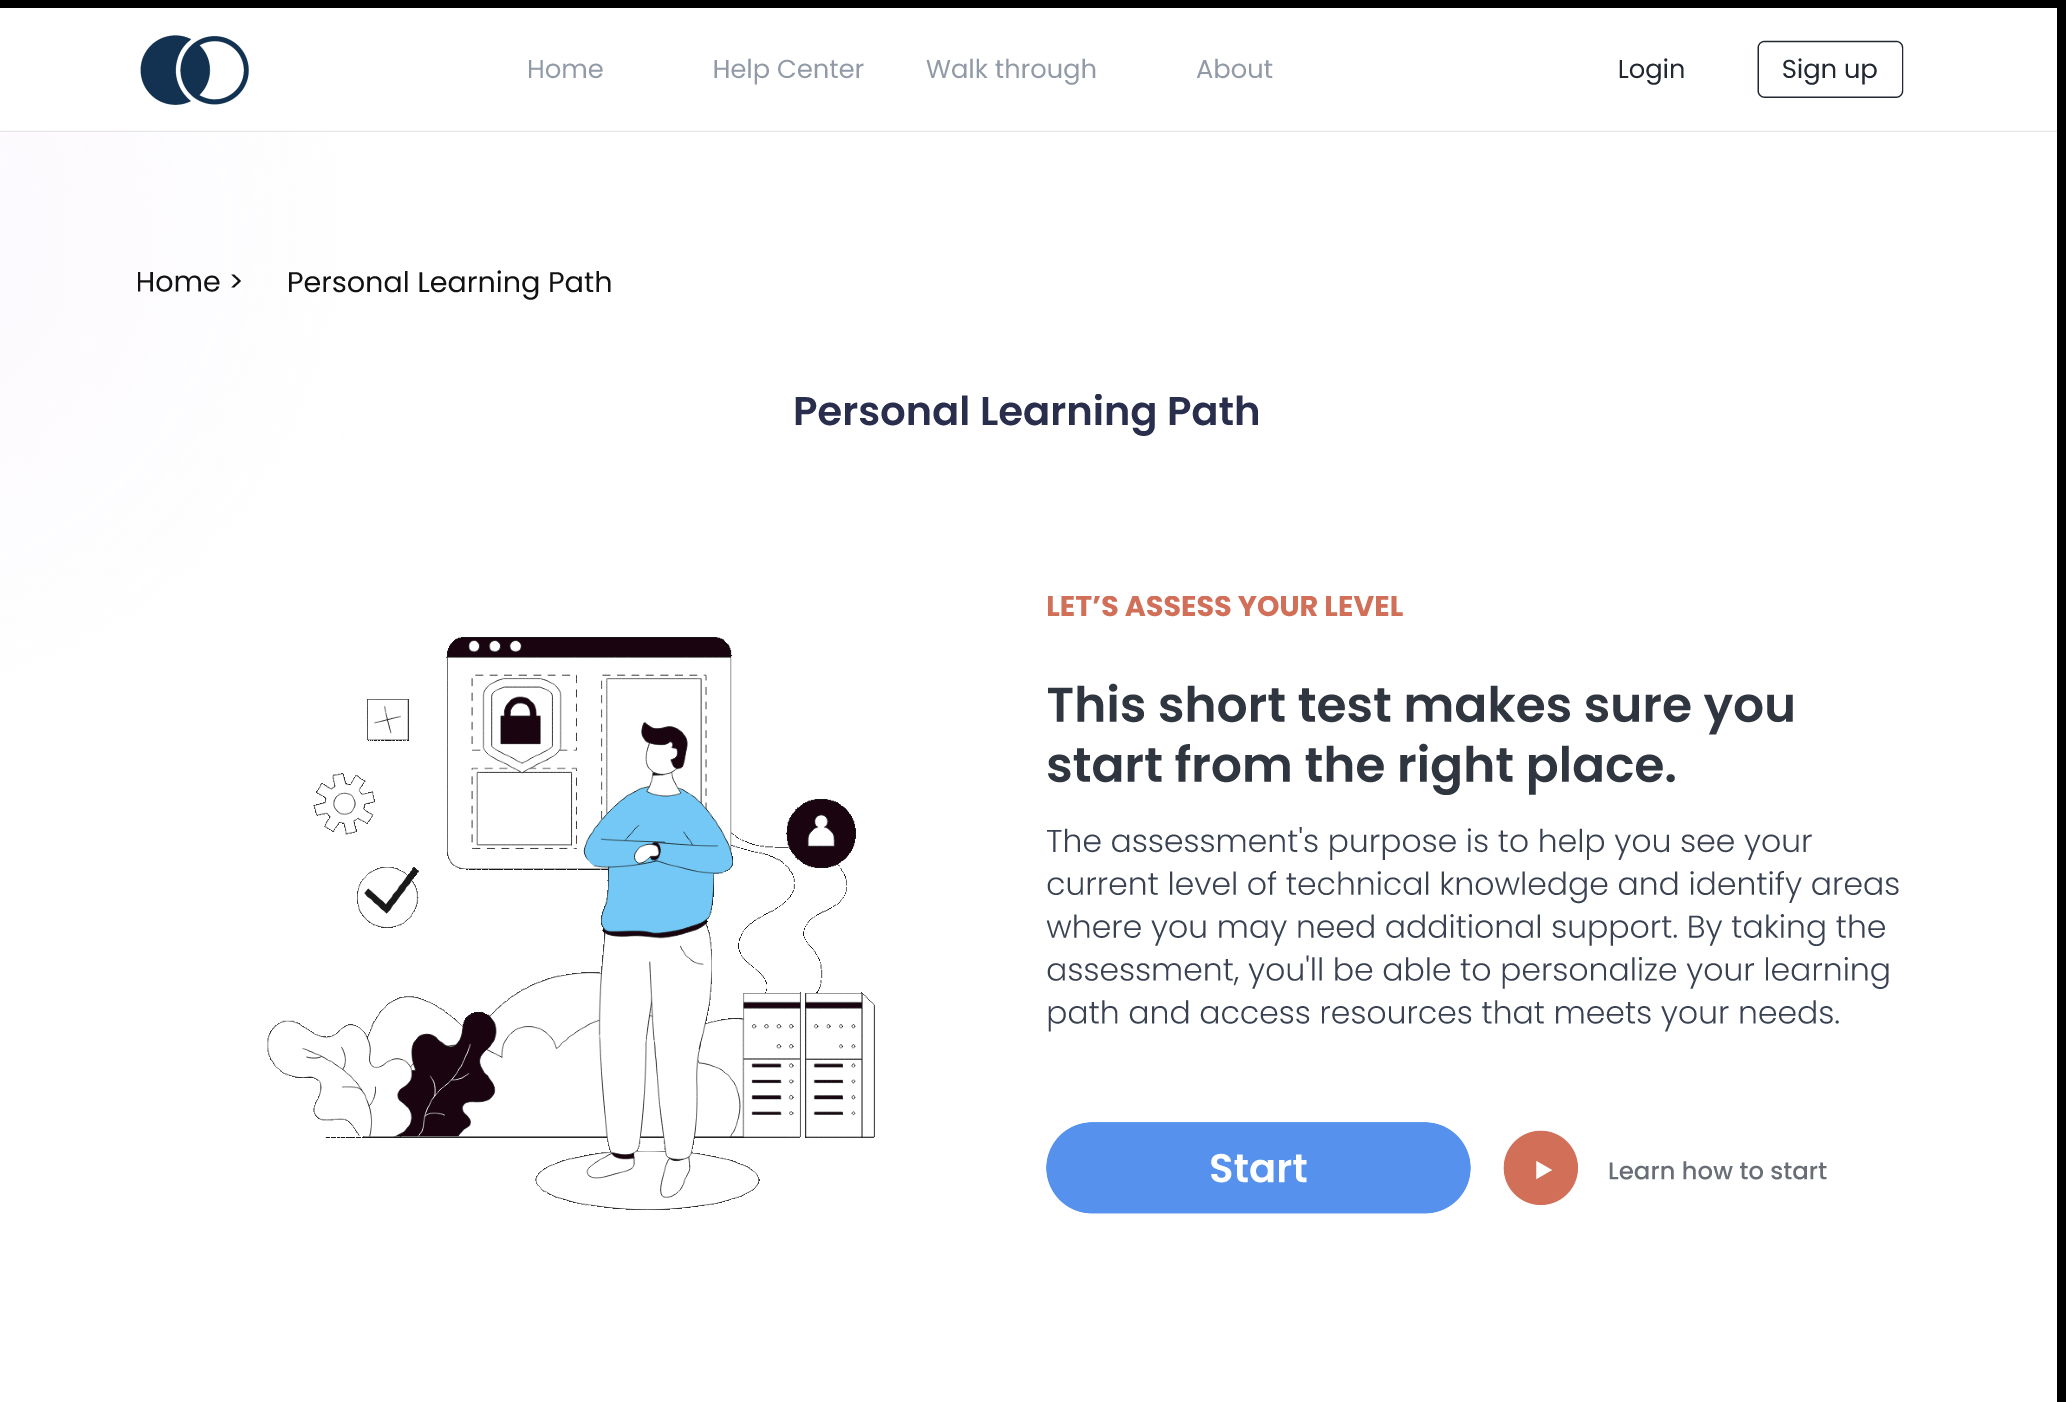 Home Help Center Walk through About Login Sign up
Home > Personal Learning Path
Personal Learning Path
LET’S ASSESS YOUR LEVEL
This short test makes sure you
start from the right place.
The assessment's purpose is to help you see your
current level of technical knowledge and identify areas
where you may need additional support. By taking the
assessment, you'll be able to personalize your learning
path and access resources that meets your needs.
Start Learn how to start